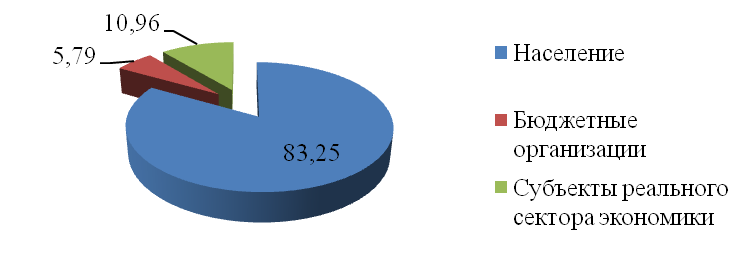 10,96
5,79
83,25
Население
Бюджетные
организации
Субъекты реального
сектора экономики